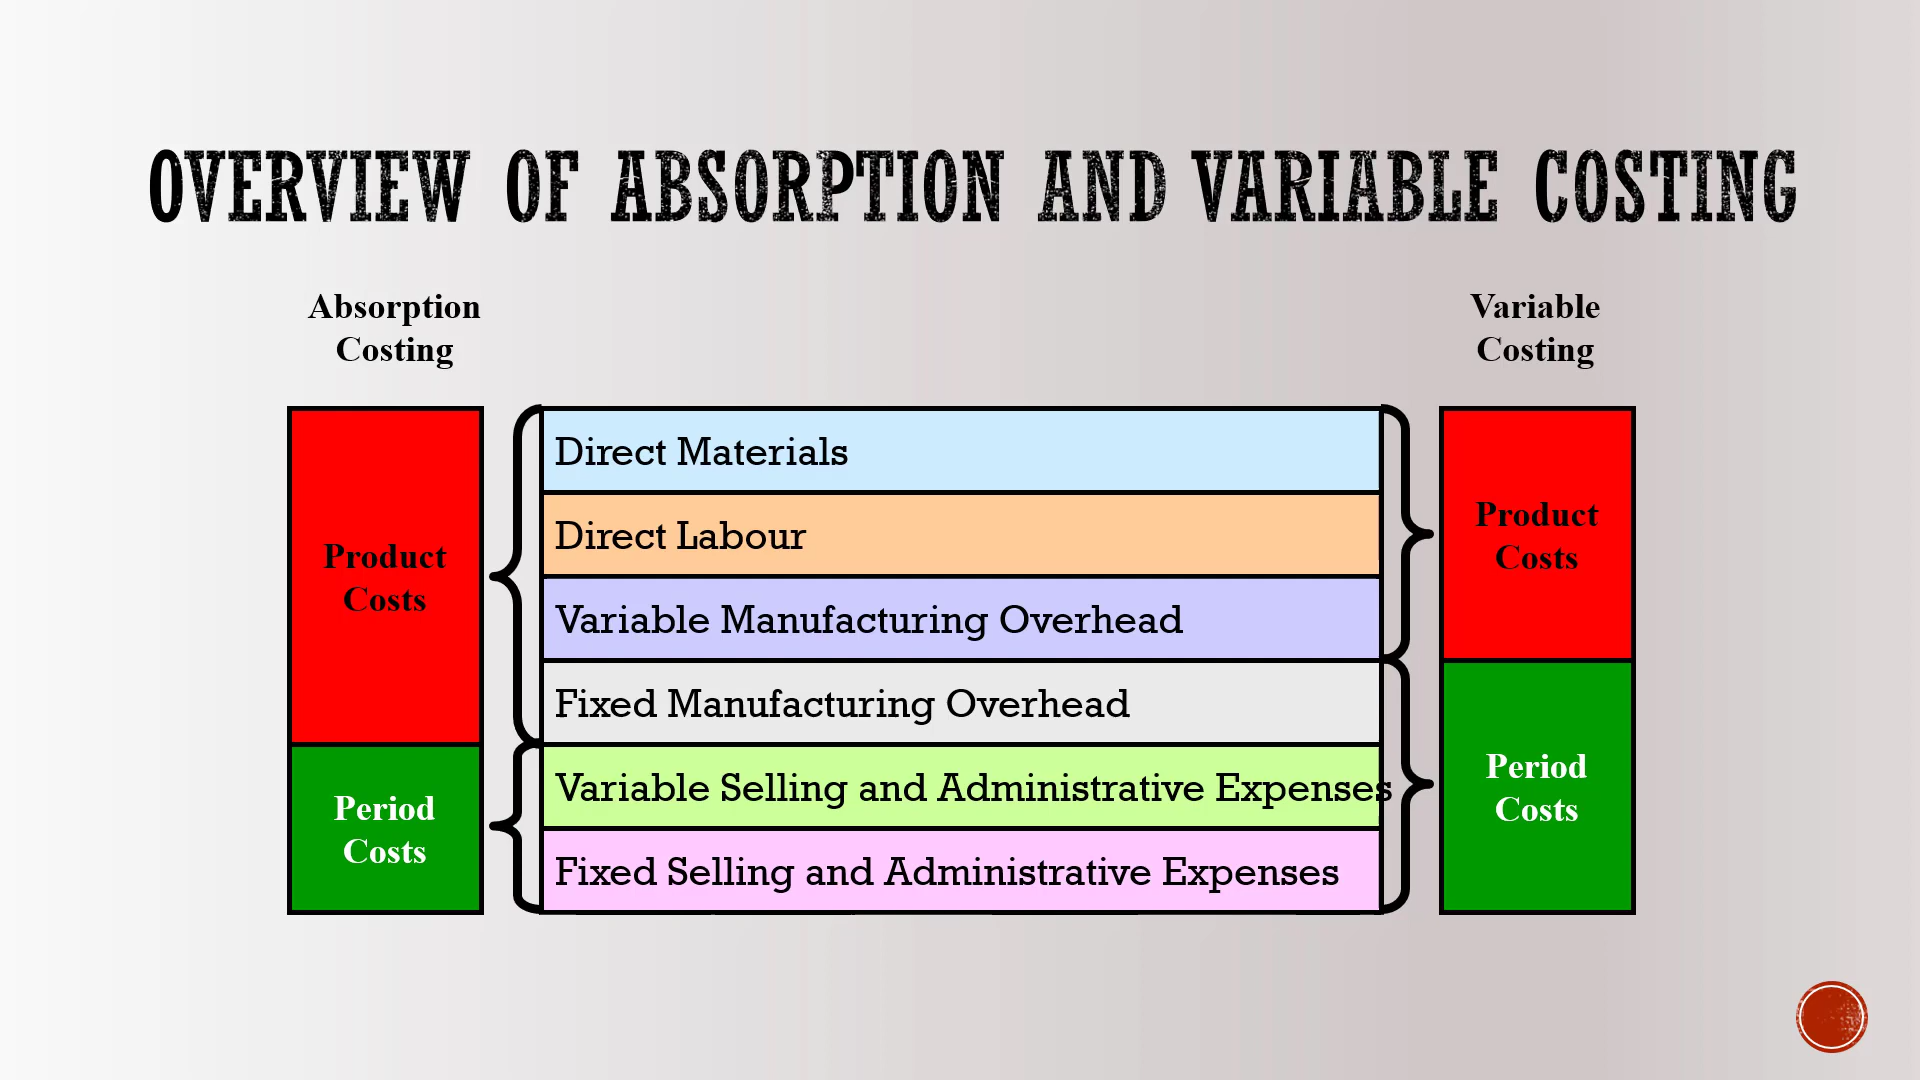 OVERVIEW OF ABSORPTION AND VARIABLE COSTING
Absorption
Costing
Variable
Costing
Product
Costs
Period
Costs
Direct Materials
Direct Labour
Variable Manufacturing Overhead
Fixed Manufacturing Overhead
Variable Selling and Administrative Expenses
Fixed Selling and Administrative Expenses
Product
Costs
Period
Costs